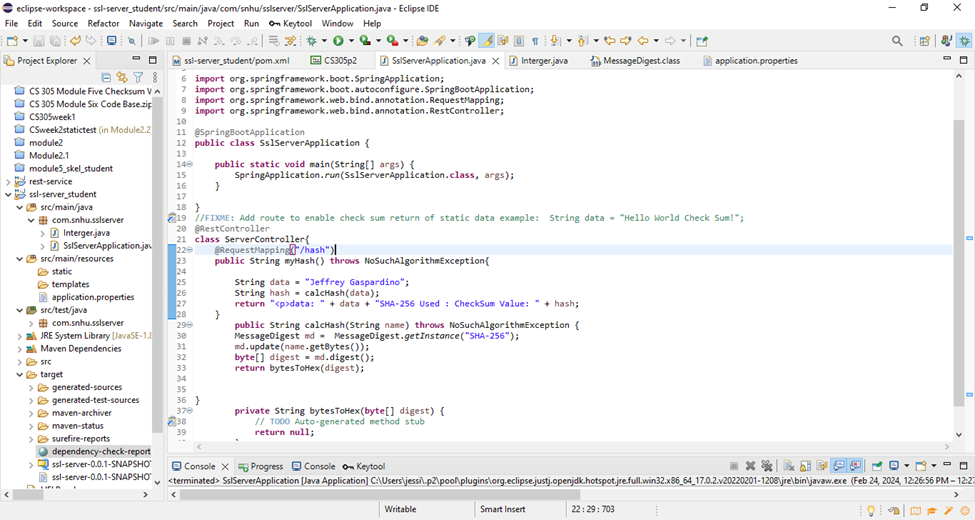 eclipse-workspace - ssl-server_student/src/main/java/com/snhu/sslserver/SslServerApplication.java - Eclipse IDE
File Edit Source Refactor Navigate Search Project Run Keytool Window Help
Project Explorer
ssl-server_student/pom.xml CS305p2 SslServerApplication.java Interger.java MessageDigest.class application.properties
CS 305 Module Five Checksum V
CS 305 Module Six Code Base.zip
CS305week1
CSweek2statictest (in Module2.2)
module2
Module2.1
module5_skel_student
rest-service
ssl-server_student
src/main/java
com.snhu.sslserver
Interger.java
SslServerApplication.jav
src/main/resources
static
templates
application.properties
src/test/java
com.snhu.sslserver
JRE System Library [JavaSE-1.8
Maven Dependencies
src
target
generated-sources
generated-test-sources
maven-archiver
maven-status
surefire-reports
dependency-check-report
ssl-server-0.0.1-SNAPSHOT
ssl-server-0.0.1-SNAPSHOT
6 import org.springframework.boot.SpringApplication;
7 import org.springframework.boot.autoconfigure.SpringBootApplication;
8 import org.springframework.web.bind.annotation.RequestMapping;
9 import org.springframework.web.bind.annotation.RestController;
10
11 @SpringBootApplication
12 public class SslServerApplication {
13
14 public static void main(String[] args) {
15 SpringApplication.run(SslServerApplication.class, args);
16 }
17
18 }
19 //FIXME: Add route to enable check sum return of static data example: String data = "Hello World Check Sum!";
20 @RestController
21 class ServerController{
22 @RequestMapping("/hash")
23 public String myHash() throws NoSuchAlgorithmException{
24
25 String data = "Jeffrey Gaspardino";
26 String hash = calcHash(data);
27 return "<p>data: " + data + "SHA-256 Used : CheckSum Value: " + hash;
28 }
29 public String calcHash(String name) throws NoSuchAlgorithmException {
30 MessageDigest md = MessageDigest.getInstance("SHA-256");
31 md.update(name.getBytes());
32 byte[] digest = md.digest();
33 return bytesToHex(digest);
34
35
36 }
37 private String bytesToHex(byte[] digest) {
38 // TODO Auto-generated method stub
39 return null;
Console Progress Console Keytool
<terminated> SslServerApplication [Java Application] C:\Users\jessi\.p2\pool\plugins\org.eclipse.justj.openjdk.hotspot.jre.full.win32.x86_64_17.0.2.v20220201-1208\jre\bin\javaw.exe (Feb 24, 2024, 12:26:56 PM – 12:27
Writable Smart Insert 22 : 29 : 703